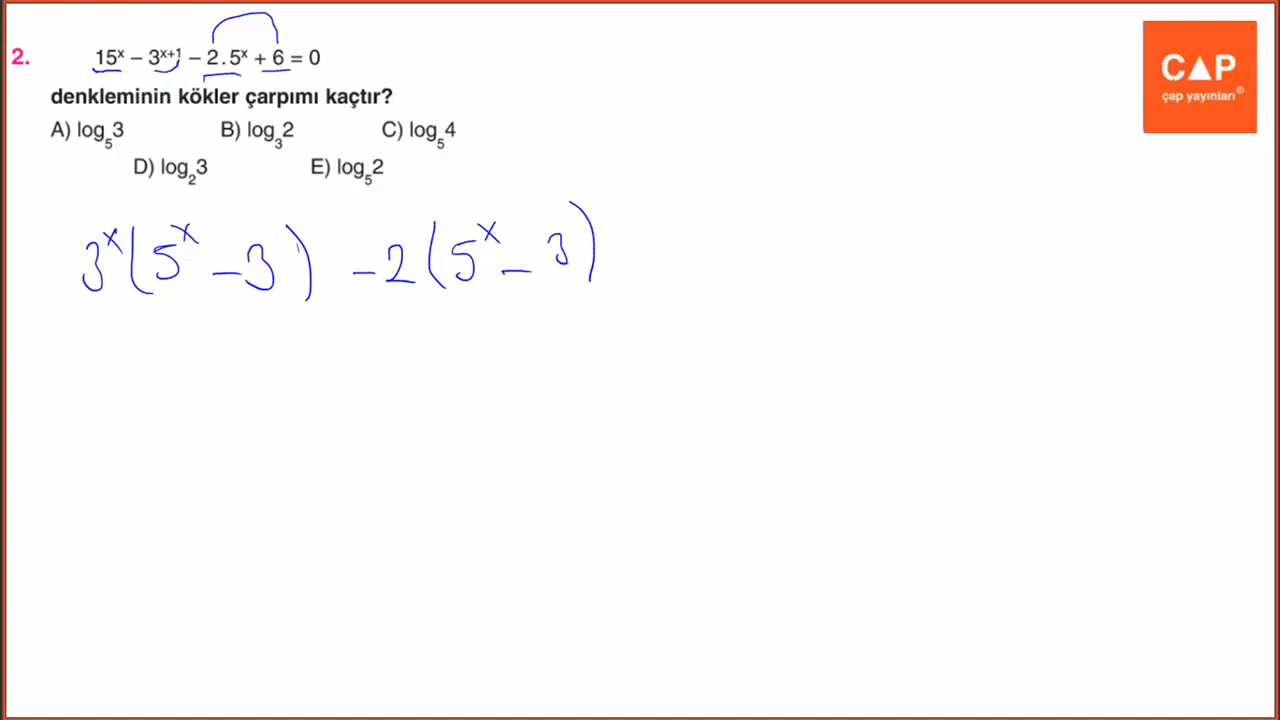 2. 15ˣ – 3ˣ⁺¹ – 2.5ˣ + 6 = 0
denkleminin kökler çarpımı kaçtır?
A) log₅3 B) log₃2 C) log₅4
D) log₂3 E) log₅2
3ˣ(5ˣ – 3) – 2(5ˣ – 3)
ÇAP
çap yayınları®